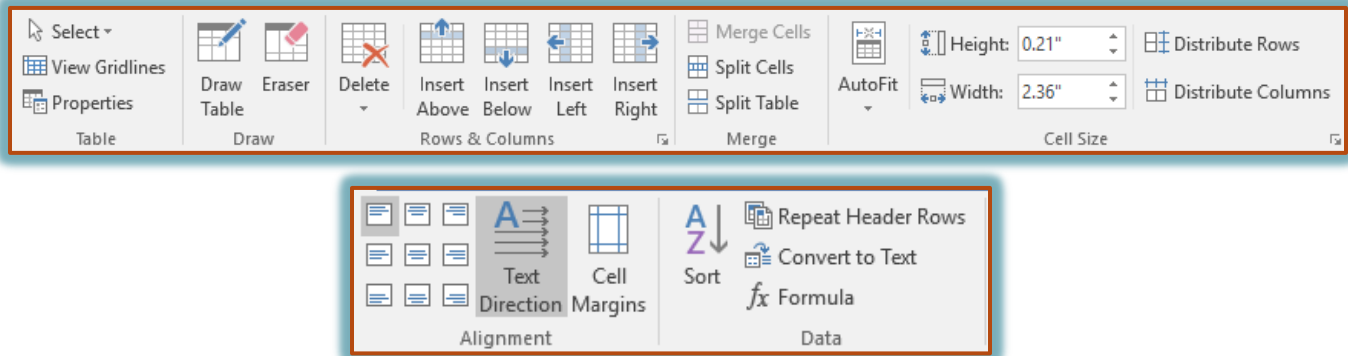 Select
View Gridlines
Properties
Table
Draw Table
Eraser
Draw
Delete
Insert Above
Insert Below
Insert Left
Insert Right
Rows & Columns
Merge Cells
Split Cells
Split Table
Merge
AutoFit
Height: 0.21"
Width: 2.36"
Distribute Rows
Distribute Columns
Cell Size
A
Text Direction
Cell Margins
Alignment
A
Z
Sort
Repeat Header Rows
Convert to Text
fx Formula
Data